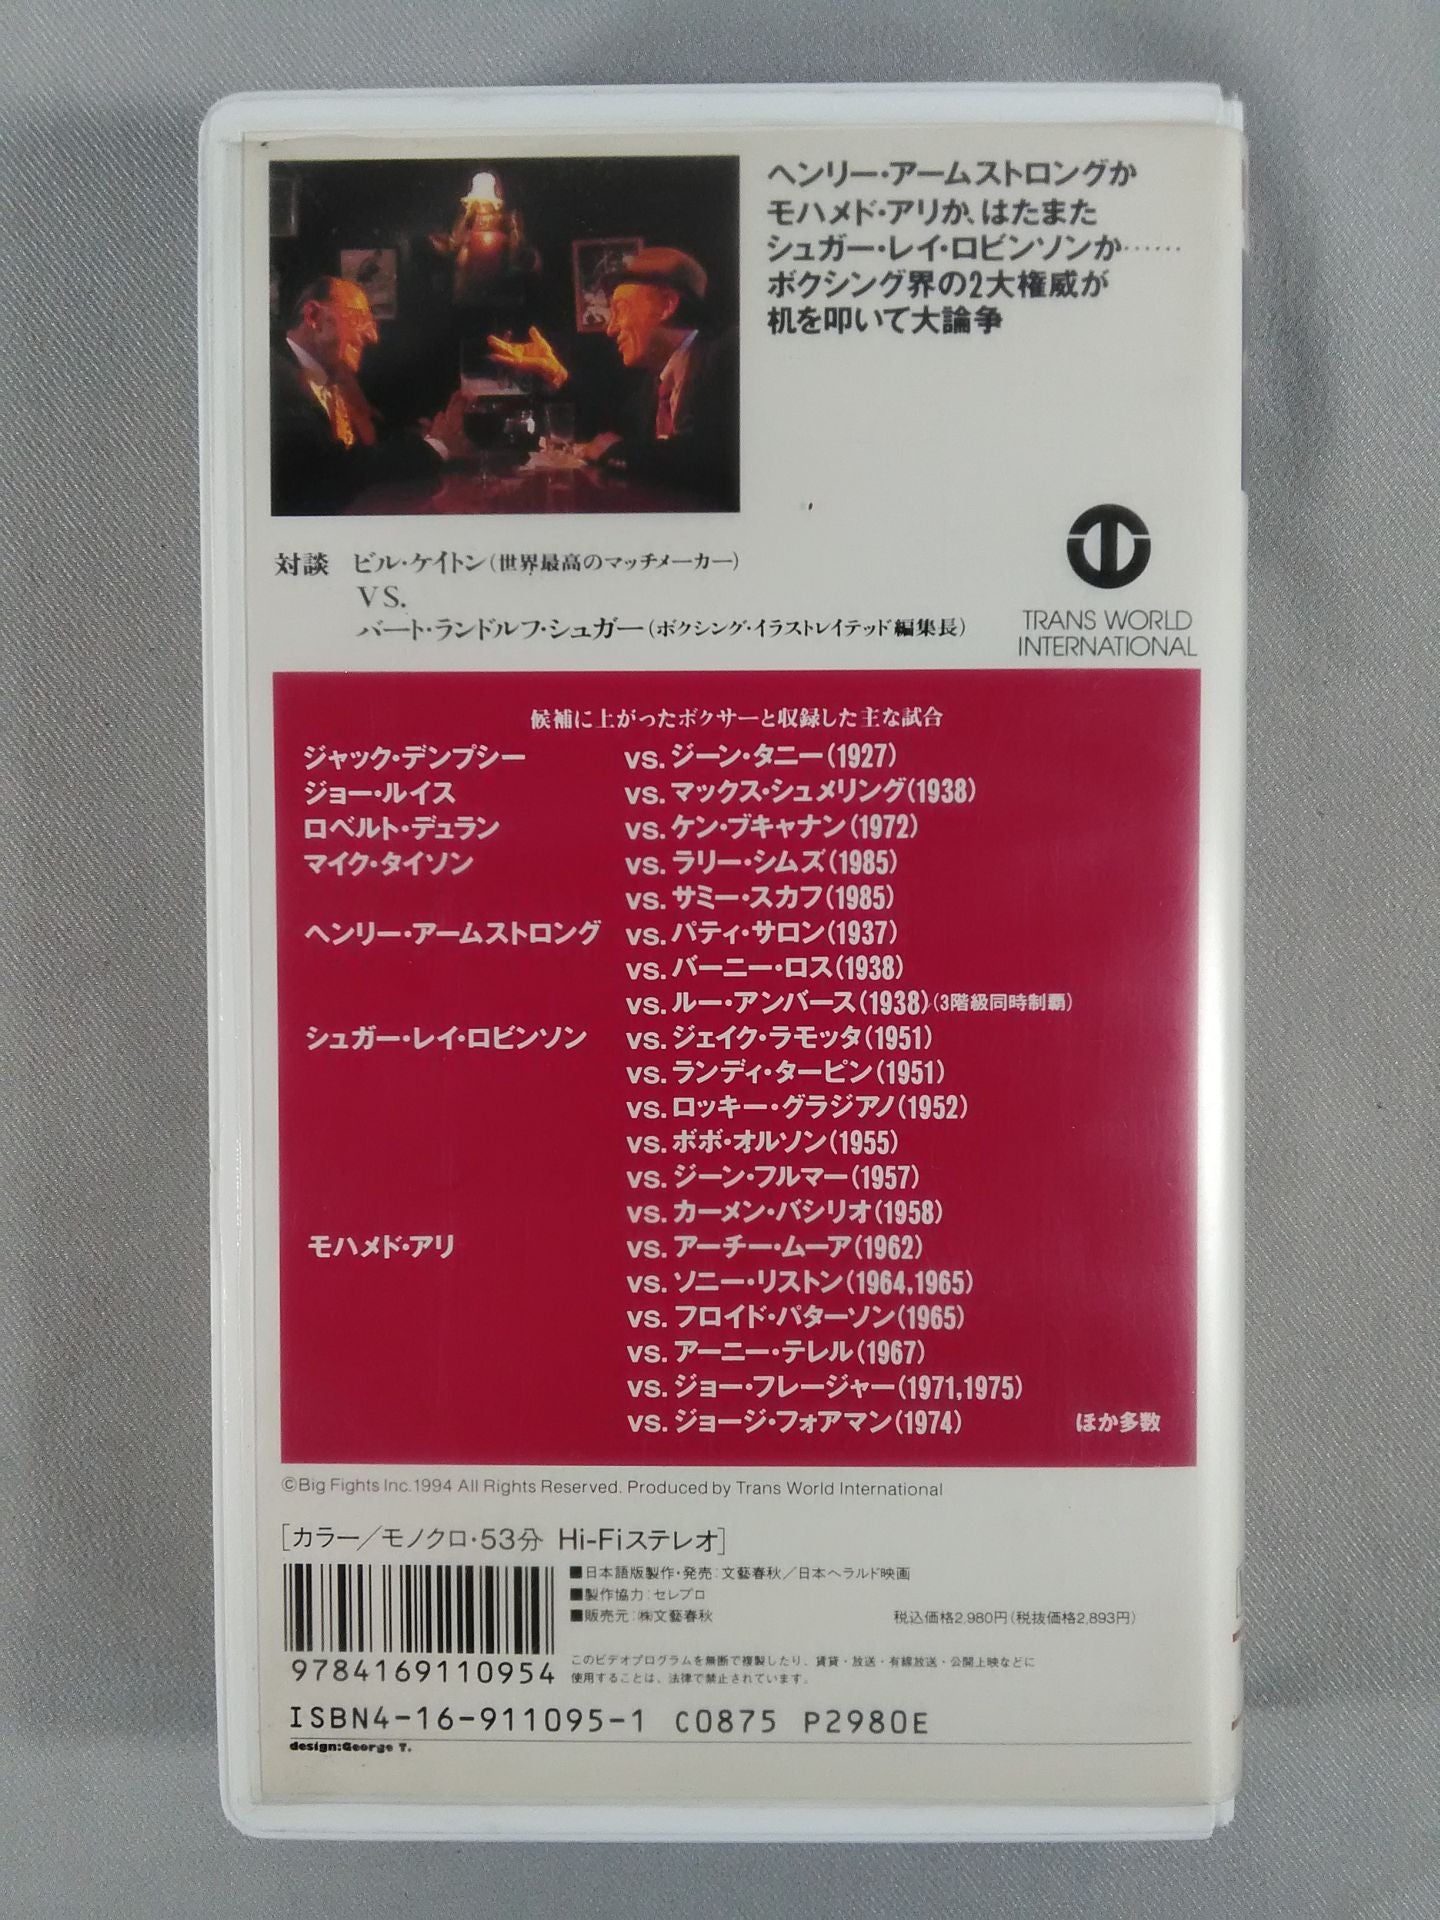 ヘンリー・アームストロングか
モハメド・アリか、はたまた
シュガー・レイ・ロビンソンか……
ボクシング界の2大権威が
机を叩いて大論争
対談 ビル・ケイトン(世界最高のマッチメーカー)
VS.
バート・ランドルフ・シュガー(ボクシング・イラストレイテッド編集長)
TRANS WORLD
INTERNATIONAL
候補に上がったボクサーと収録した主な試合
ジャック・デンプシー vs. ジーン・タニー(1927)
ジョー・ルイス vs. マックス・シュメリング(1938)
ロベルト・デュラン vs. ケン・ブキャナン(1972)
マイク・タイソン vs. ラリー・シムズ(1985)
vs. サミー・スカフ(1985)
ヘンリー・アームストロング vs. パティ・サロン(1937)
vs. バーニー・ロス(1938)
vs. ルー・アンバース(1938)(3階級同時制覇)
シュガー・レイ・ロビンソン vs. ジェイク・ラモッタ(1951)
vs. ランディ・ターピン(1951)
vs. ロッキー・グラジアノ(1952)
vs. ボボ・オルソン(1955)
vs. ジーン・フルマー(1957)
vs. カーメン・バシリオ(1958)
モハメド・アリ vs. アーチー・ムーア(1962)
vs. ソニー・リストン(1964,1965)
vs. フロイド・パターソン(1965)
vs. アーニー・テレル(1967)
vs. ジョー・フレージャー(1971,1975)
vs. ジョージ・フォアマン(1974) ほか多数
©Big Fights Inc.1994 All Rights Reserved. Produced by Trans World International
[カラー/モノクロ・53分 Hi-Fiステレオ]
■日本語版製作・発売:文藝春秋/日本ヘラルド映画
■製作協力:セレブロ
■販売元:㈱文藝春秋 税込価格2,980円(税抜価格2,893円)
このビデオプログラムを無断で複製したり、賃貸・放送・有線放送・公開上映などに
使用することは、法律で禁止されています。
9784169110954
ISBN4-16-911095-1 C0875 P2980E
design:George T.